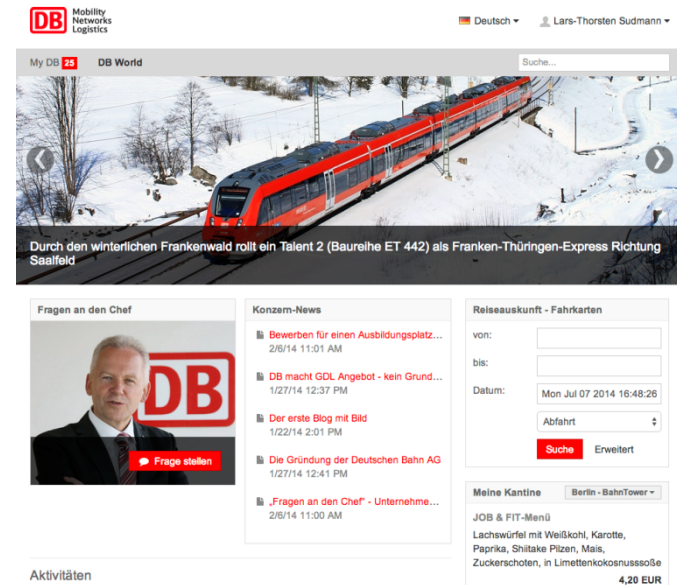 DB
Mobility
Networks
Logistics
Deutsch
Lars-Thorsten Sudmann
My DB 25
DB World
Suche...
Durch den winterlichen Frankenwald rollt ein Talent 2 (Baureihe ET 442) als Franken-Thüringen-Express Richtung
Saalfeld
Fragen an den Chef
DB
Frage stellen
Konzern-News
Bewerben für einen Ausbildungsplatz...
2/6/14 11:01 AM
DB macht GDL Angebot - kein Grund...
1/27/14 12:37 PM
Der erste Blog mit Bild
1/22/14 2:01 PM
Die Gründung der Deutschen Bahn AG
1/27/14 12:41 PM
„Fragen an den Chef" - Unternehme...
2/6/14 11:00 AM
Reiseauskunft - Fahrkarten
von:
bis:
Datum:
Mon Jul 07 2014 16:48:26
Abfahrt
Suche
Erweitert
Meine Kantine
Berlin - BahnTower
JOB & FIT-Menü
Lachswürfel mit Weißkohl, Karotte,
Paprika, Shiitake Pilzen, Mais,
Zuckerschoten, in Limettenkokosnusssoße
4,20 EUR
Aktivitäten